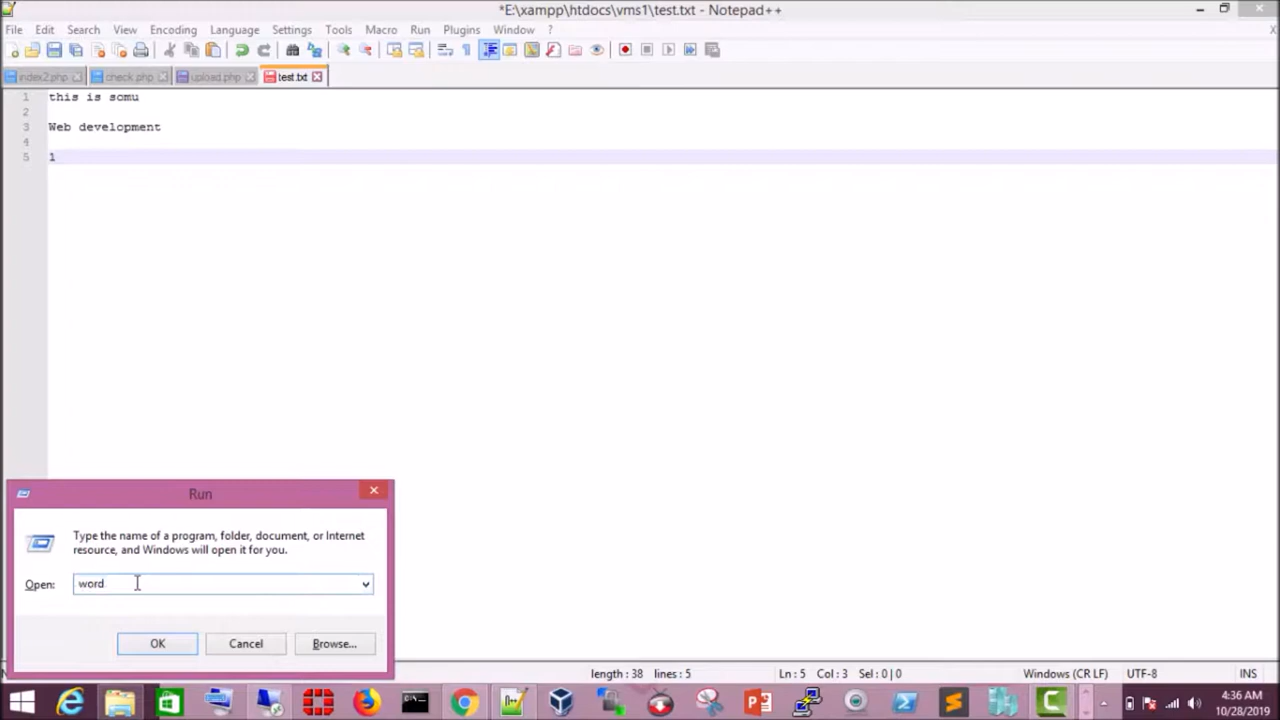 *E:\xampp\htdocs\vms1\test.txt - Notepad++
File Edit Search View Encoding Language Settings Tools Macro Run Plugins Window ?
X
index2.php check.php upload.php test.txt
1 this is somu
2
3 Web development
4
5 1
Run
Type the name of a program, folder, document, or Internet
resource, and Windows will open it for you.
Open: word
OK Cancel Browse...
length : 38 lines : 5 Ln : 5 Col : 3 Sel : 0 | 0 Windows (CR LF) UTF-8 INS
4:36 AM
10/28/2019